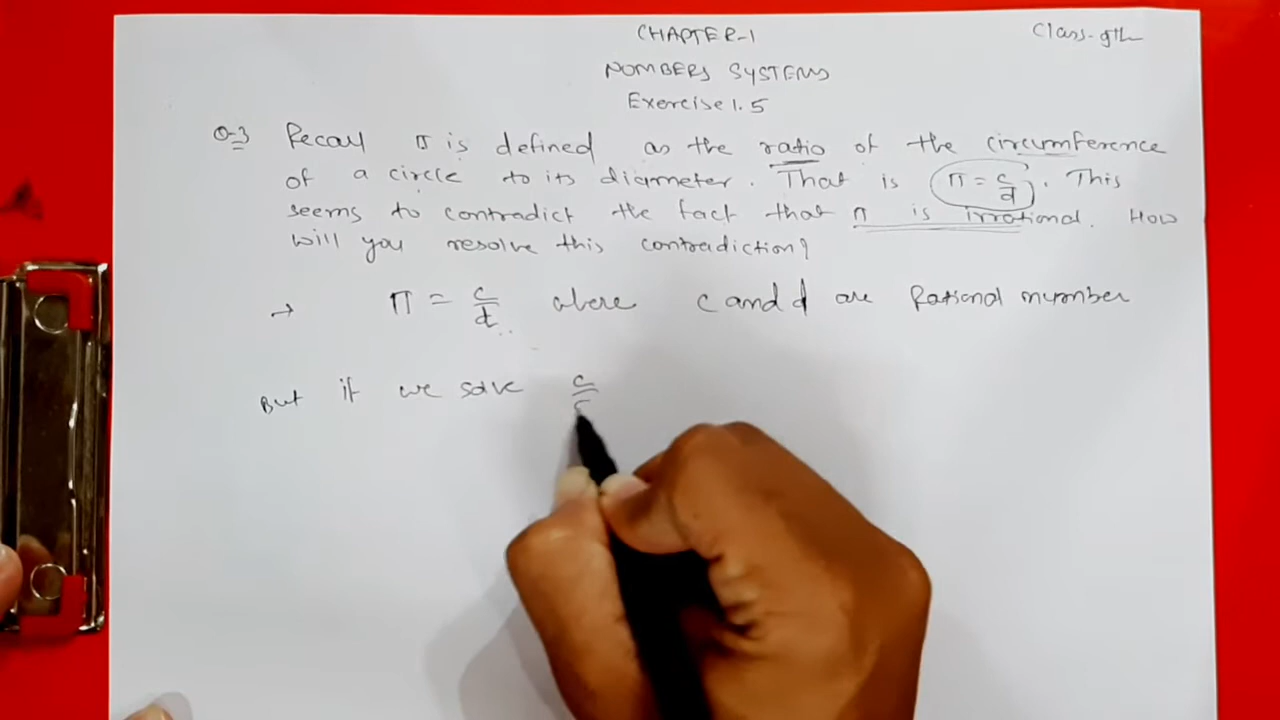 CHAPTER-1
Class-9th
NUMBERS SYSTEMS
Exercise 1.5
Q-3 Recall π is defined as the ratio of the circumference
of a circle to its diameter. That is π = c/d. This
seems to contradict the fact that π is irrational. How
will you resolve this contradiction?
→ π = c/d where c and d are Rational number
But if we solve c/